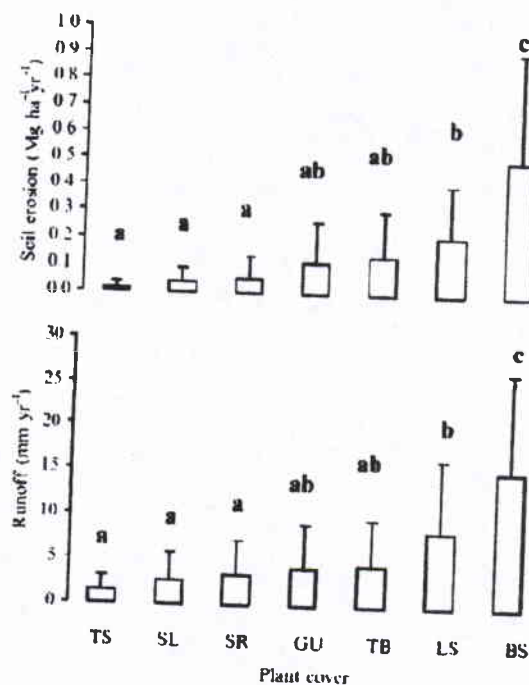 Soil erosion (Mg ha⁻¹yr⁻¹)
1.0
0.9
0.8
0.7
0.6
0.5
0.4
0.3
0.2
0.1
0.0
a
a
a
ab
ab
b
c
Runoff (mm yr⁻¹)
30
25
20
15
10
5
0
a
a
a
ab
ab
b
c
TS SL SR GU TB LS BS
Plant cover